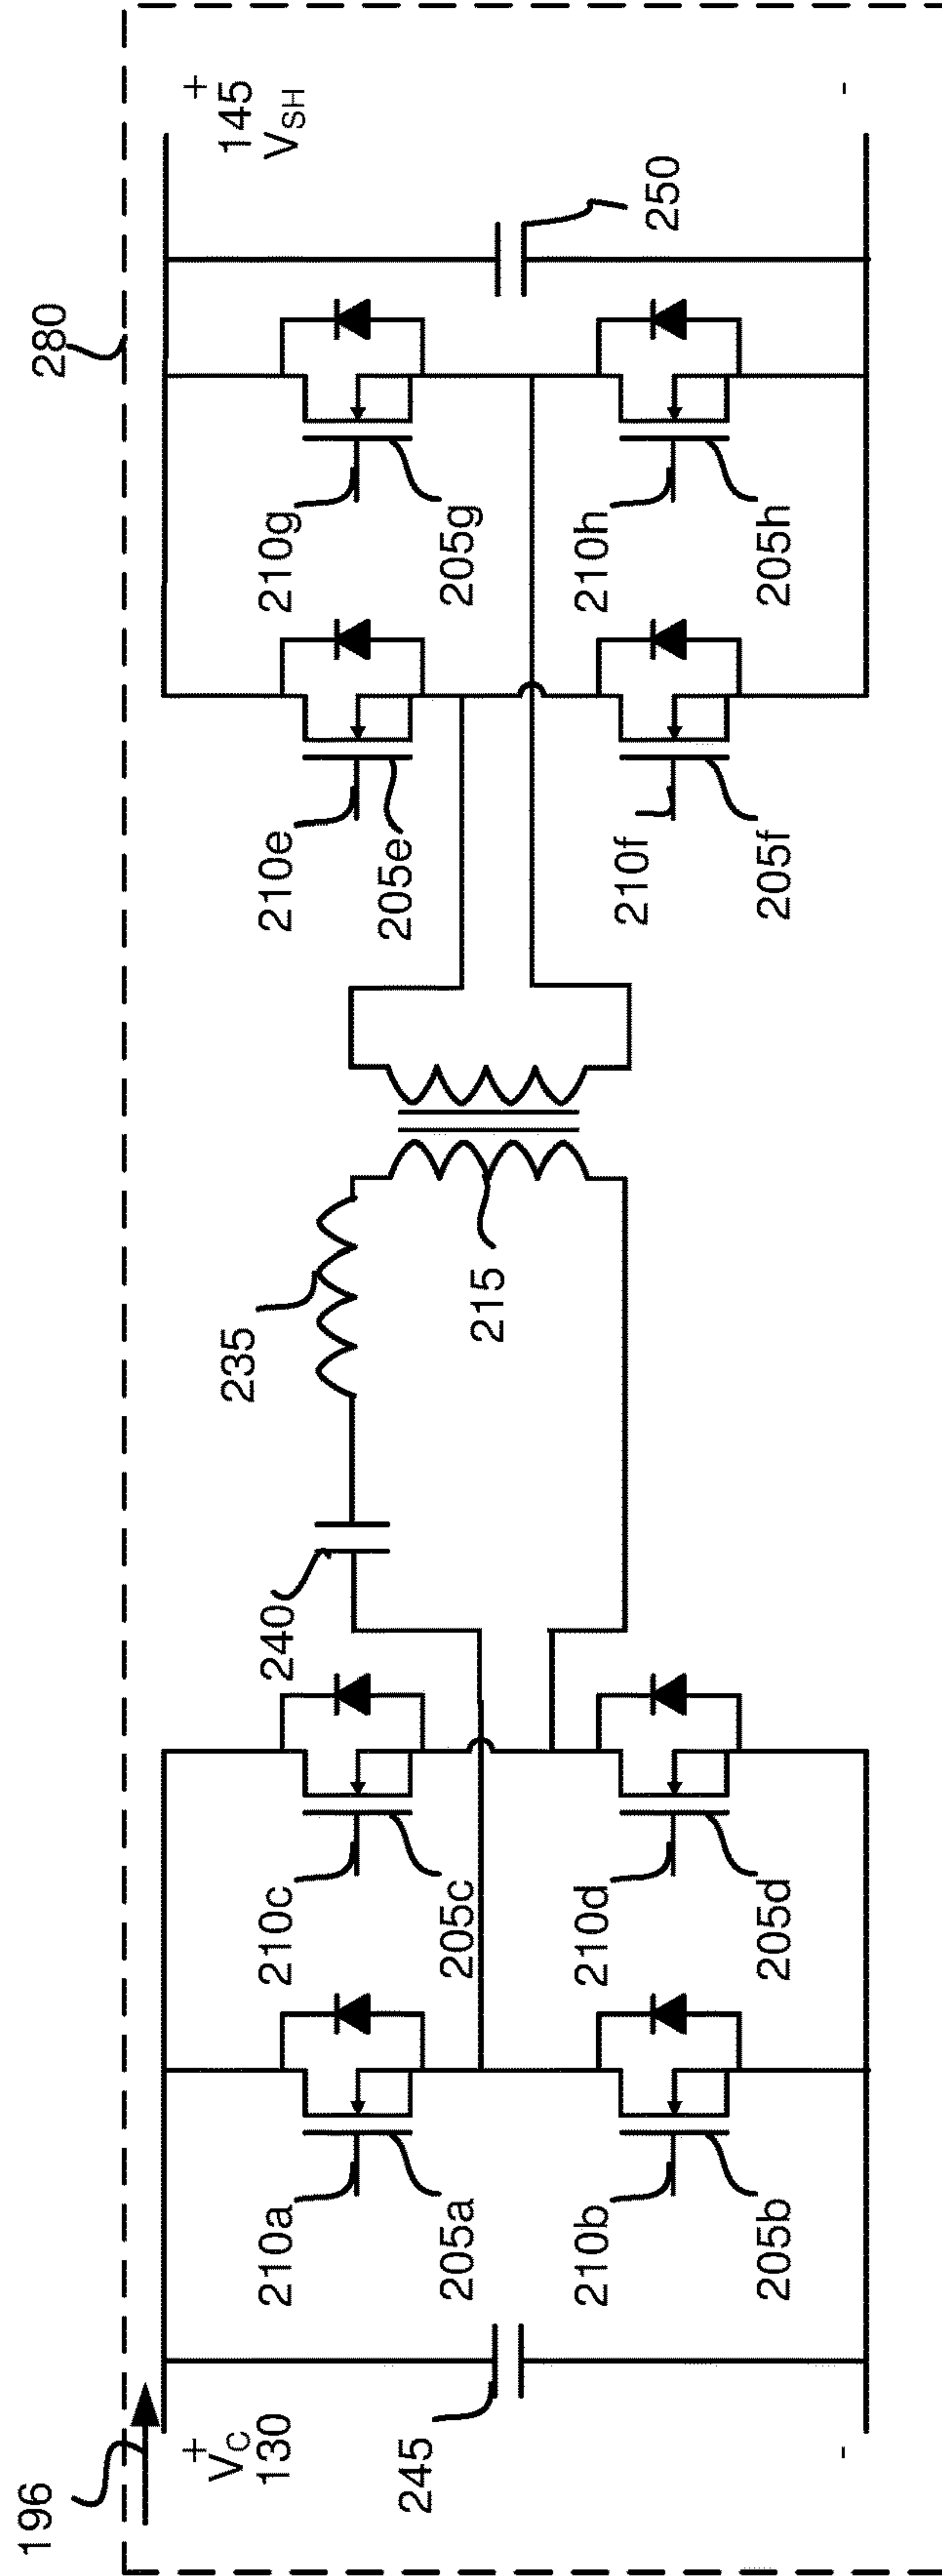 196
280
+
V_C
130
-
245
210a
205a
210b
205b
210c
205c
210d
205d
240
235
215
210e
205e
210f
205f
210g
205g
210h
205h
250
+
145
V_SH
-